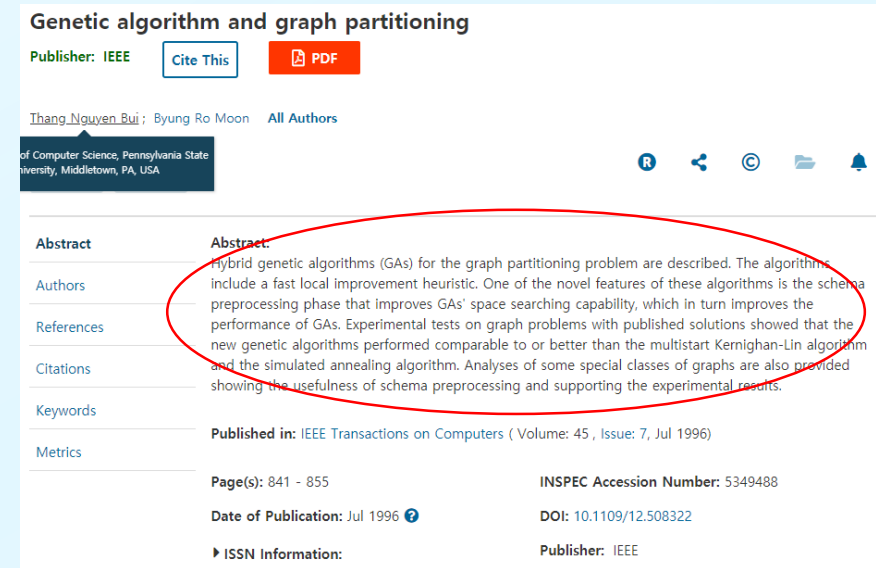 Genetic algorithm and graph partitioning
Publisher: IEEE Cite This PDF
Thang Nguyen Bui ; Byung Ro Moon All Authors
of Computer Science, Pennsylvania State
niversity, Middletown, PA, USA
R ©
Abstract
Authors
References
Citations
Keywords
Metrics
Abstract:
Hybrid genetic algorithms (GAs) for the graph partitioning problem are described. The algorithms
include a fast local improvement heuristic. One of the novel features of these algorithms is the schema
preprocessing phase that improves GAs' space searching capability, which in turn improves the
performance of GAs. Experimental tests on graph problems with published solutions showed that the
new genetic algorithms performed comparable to or better than the multistart Kernighan-Lin algorithm
and the simulated annealing algorithm. Analyses of some special classes of graphs are also provided
showing the usefulness of schema preprocessing and supporting the experimental results.
Published in: IEEE Transactions on Computers ( Volume: 45 , Issue: 7, Jul 1996)
Page(s): 841 - 855 INSPEC Accession Number: 5349488
Date of Publication: Jul 1996 ? DOI: 10.1109/12.508322
ISSN Information: Publisher: IEEE